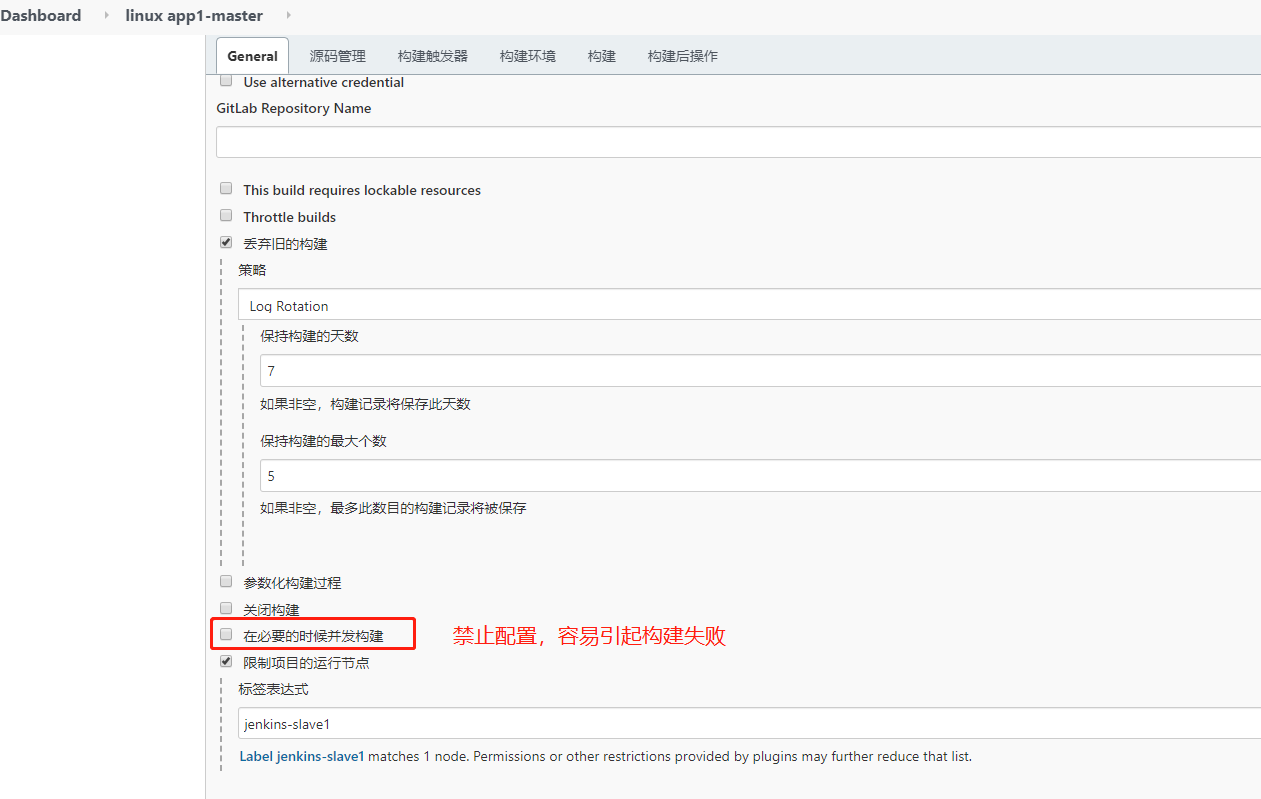 Dashboard linux app1-master
General 源码管理 构建触发器 构建环境 构建 构建后操作
Use alternative credential
GitLab Repository Name
This build requires lockable resources
Throttle builds
丢弃旧的构建
策略
Log Rotation
保持构建的天数
7
如果非空，构建记录将保存此天数
保持构建的最大个数
5
如果非空，最多此数目的构建记录将被保存
参数化构建过程
关闭构建
在必要的时候并发构建 禁止配置，容易引起构建失败
限制项目的运行节点
标签表达式
jenkins-slave1
Label jenkins-slave1 matches 1 node. Permissions or other restrictions provided by plugins may further reduce that list.